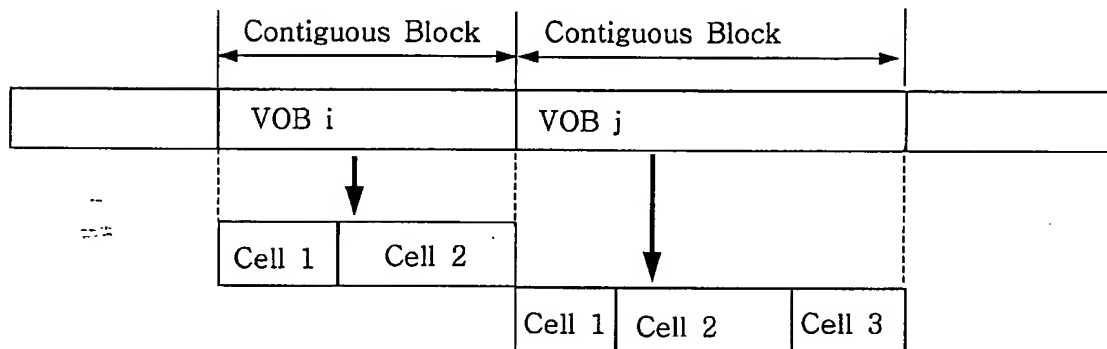 Contiguous Block
Contiguous Block
VOB i
VOB j
Cell 1
Cell 2
Cell 1
Cell 2
Cell 3